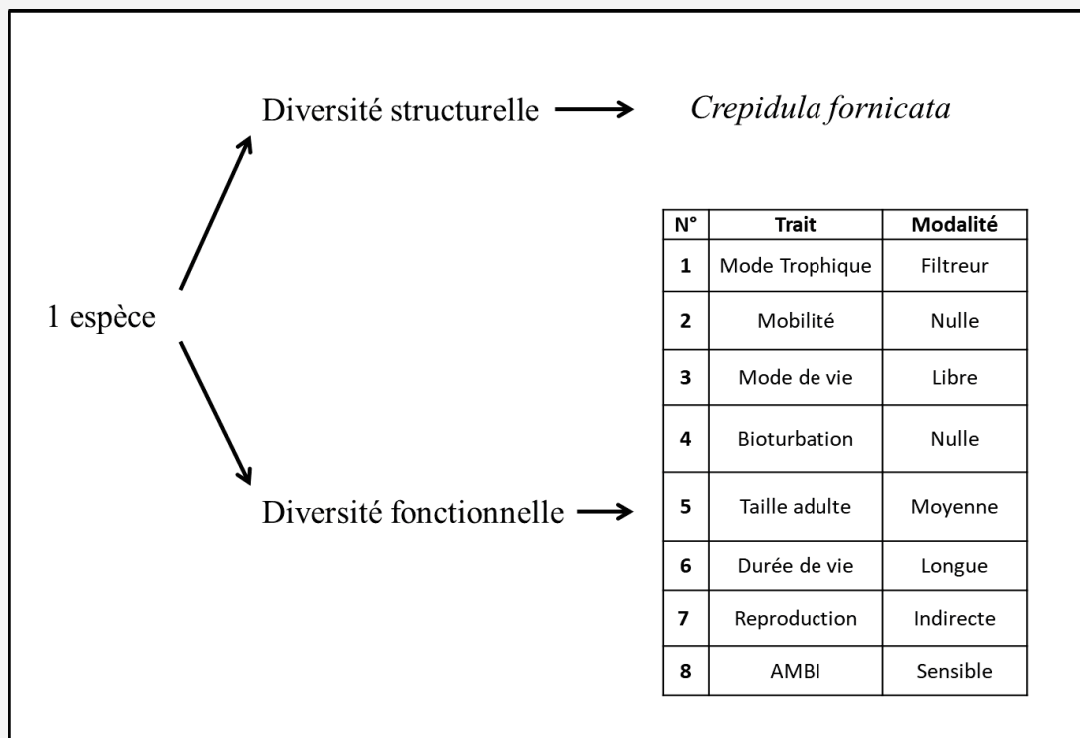 Diversité structurelle
Crepidula fornicata
1 espèce
Diversité fonctionnelle
N° Trait Modalité
1 Mode Trophique Filtreur
2 Mobilité Nulle
3 Mode de vie Libre
4 Bioturbation Nulle
5 Taille adulte Moyenne
6 Durée de vie Longue
7 Reproduction Indirecte
8 AMBI Sensible